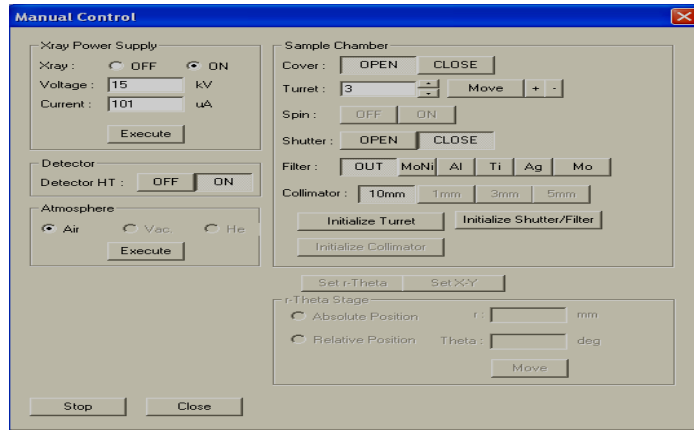 Manual Control
Xray Power Supply
Xray : OFF ON
Voltage : 15 kV
Current : 101 uA
Execute
Detector
Detector HT : OFF ON
Atmosphere
Air Vac. He
Execute
Sample Chamber
Cover : OPEN CLOSE
Turret : 3 Move + -
Spin : OFF ON
Shutter : OPEN CLOSE
Filter : OUT MoNi Al Ti Ag Mo
Collimator : 10mm 1mm 3mm 5mm
Initialize Turret Initialize Shutter/Filter
Initialize Collimator
Set r-Theta Set X-Y
r-Theta Stage
Absolute Position r : mm
Relative Position Theta : deg
Move
Stop Close